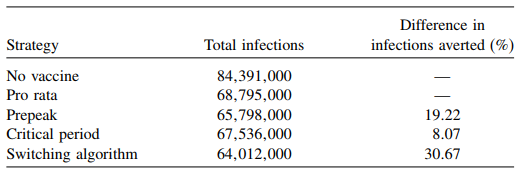 Difference in
Strategy Total infections infections averted (%)
No vaccine 84,391,000 —
Pro rata 68,795,000 —
Prepeak 65,798,000 19.22
Critical period 67,536,000 8.07
Switching algorithm 64,012,000 30.67